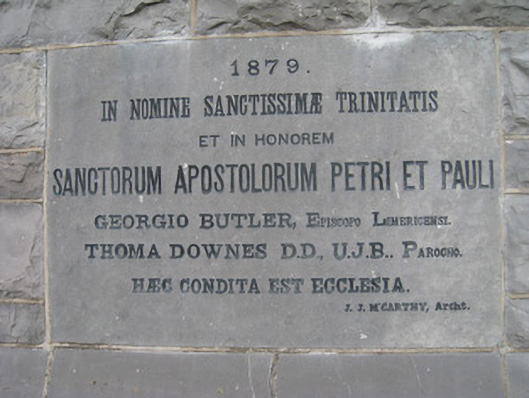 1879.
IN NOMINE SANCTISSIMÆ TRINITATIS
ET IN HONOREM
SANCTORUM APOSTOLORUM PETRI ET PAULI
GEORGIO BUTLER, EPISCOPO LIMERICENSI.
THOMA DOWNES D.D., U.J.B.. PAROCHO.
HÆC CONDITA EST ECCLESIA.
J. J. McCARTHY, Archt.